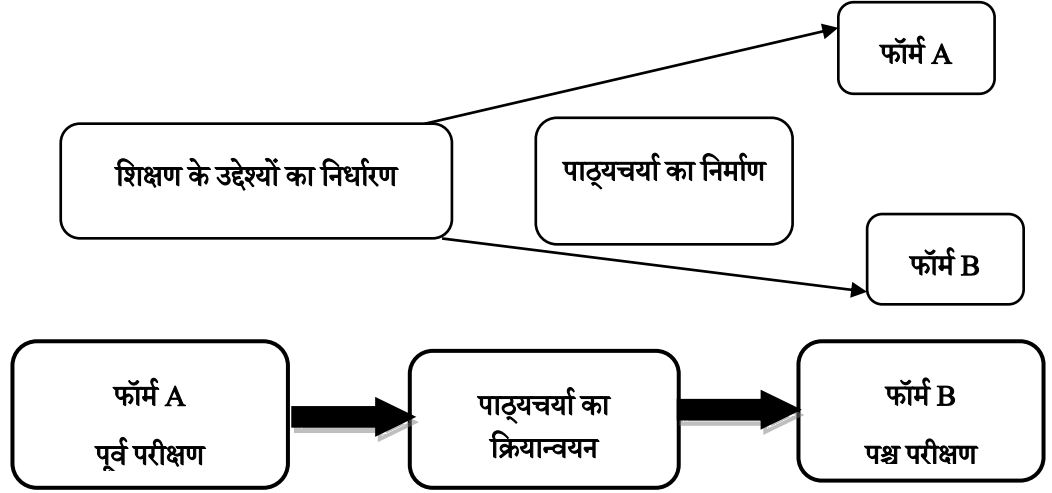 फॉर्म A
शिक्षण के उद्देश्यों का निर्धारण
पाठ्यचर्या का निर्माण
फॉर्म B
फॉर्म A
पूर्व परीक्षण
पाठ्यचर्या का
क्रियान्वयन
फॉर्म B
पश्च परीक्षण